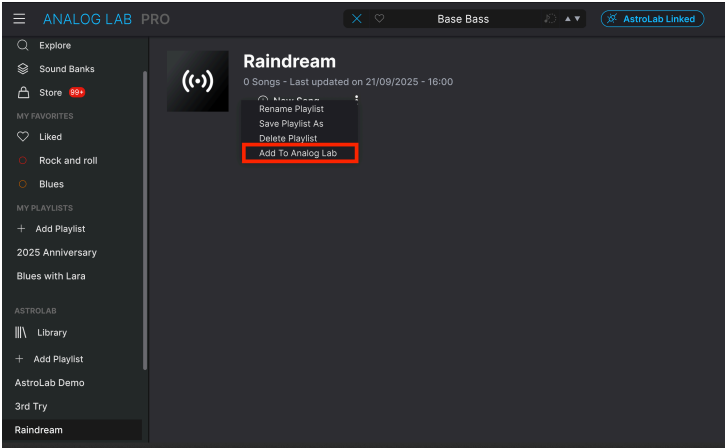 ANALOG LAB PRO
Base Bass
AstroLab Linked
Explore
Sound Banks
Store 99+
MY FAVORITES
Liked
Rock and roll
Blues
MY PLAYLISTS
Add Playlist
2025 Anniversary
Blues with Lara
ASTROLAB
Library
Add Playlist
AstroLab Demo
3rd Try
Raindream
Raindream
0 Songs - Last updated on 21/09/2025 - 16:00
New Song
Rename Playlist
Save Playlist As
Delete Playlist
Add To Analog Lab